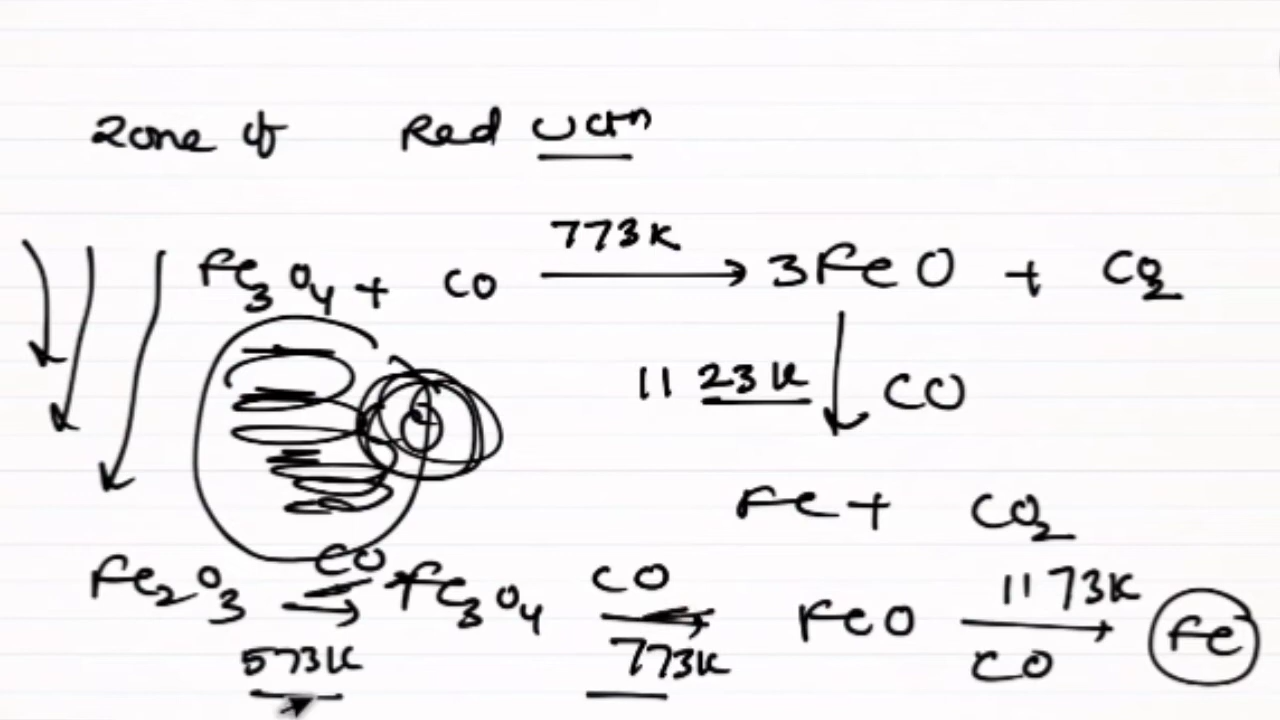 Zone of Reductn
773K
Fe3O4 + CO → 3FeO + CO2
1123K ↓ CO
Fe + CO2
CO CO 1173K
Fe2O3 → Fe3O4 → FeO → Fe
573K 773K CO